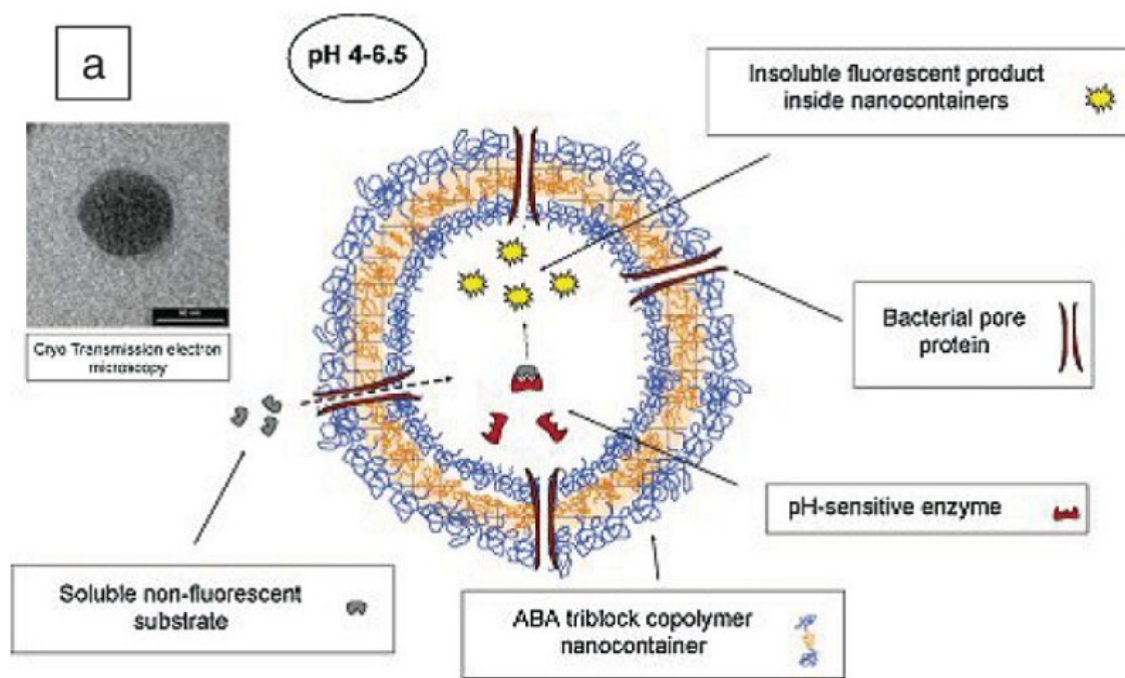 a
pH 4-6.5
Insoluble fluorescent product
inside nanocontainers
Cryo Transmission electron
microscopy
Bacterial pore
protein
pH-sensitive enzyme
Soluble non-fluorescent
substrate
ABA triblock copolymer
nanocontainer